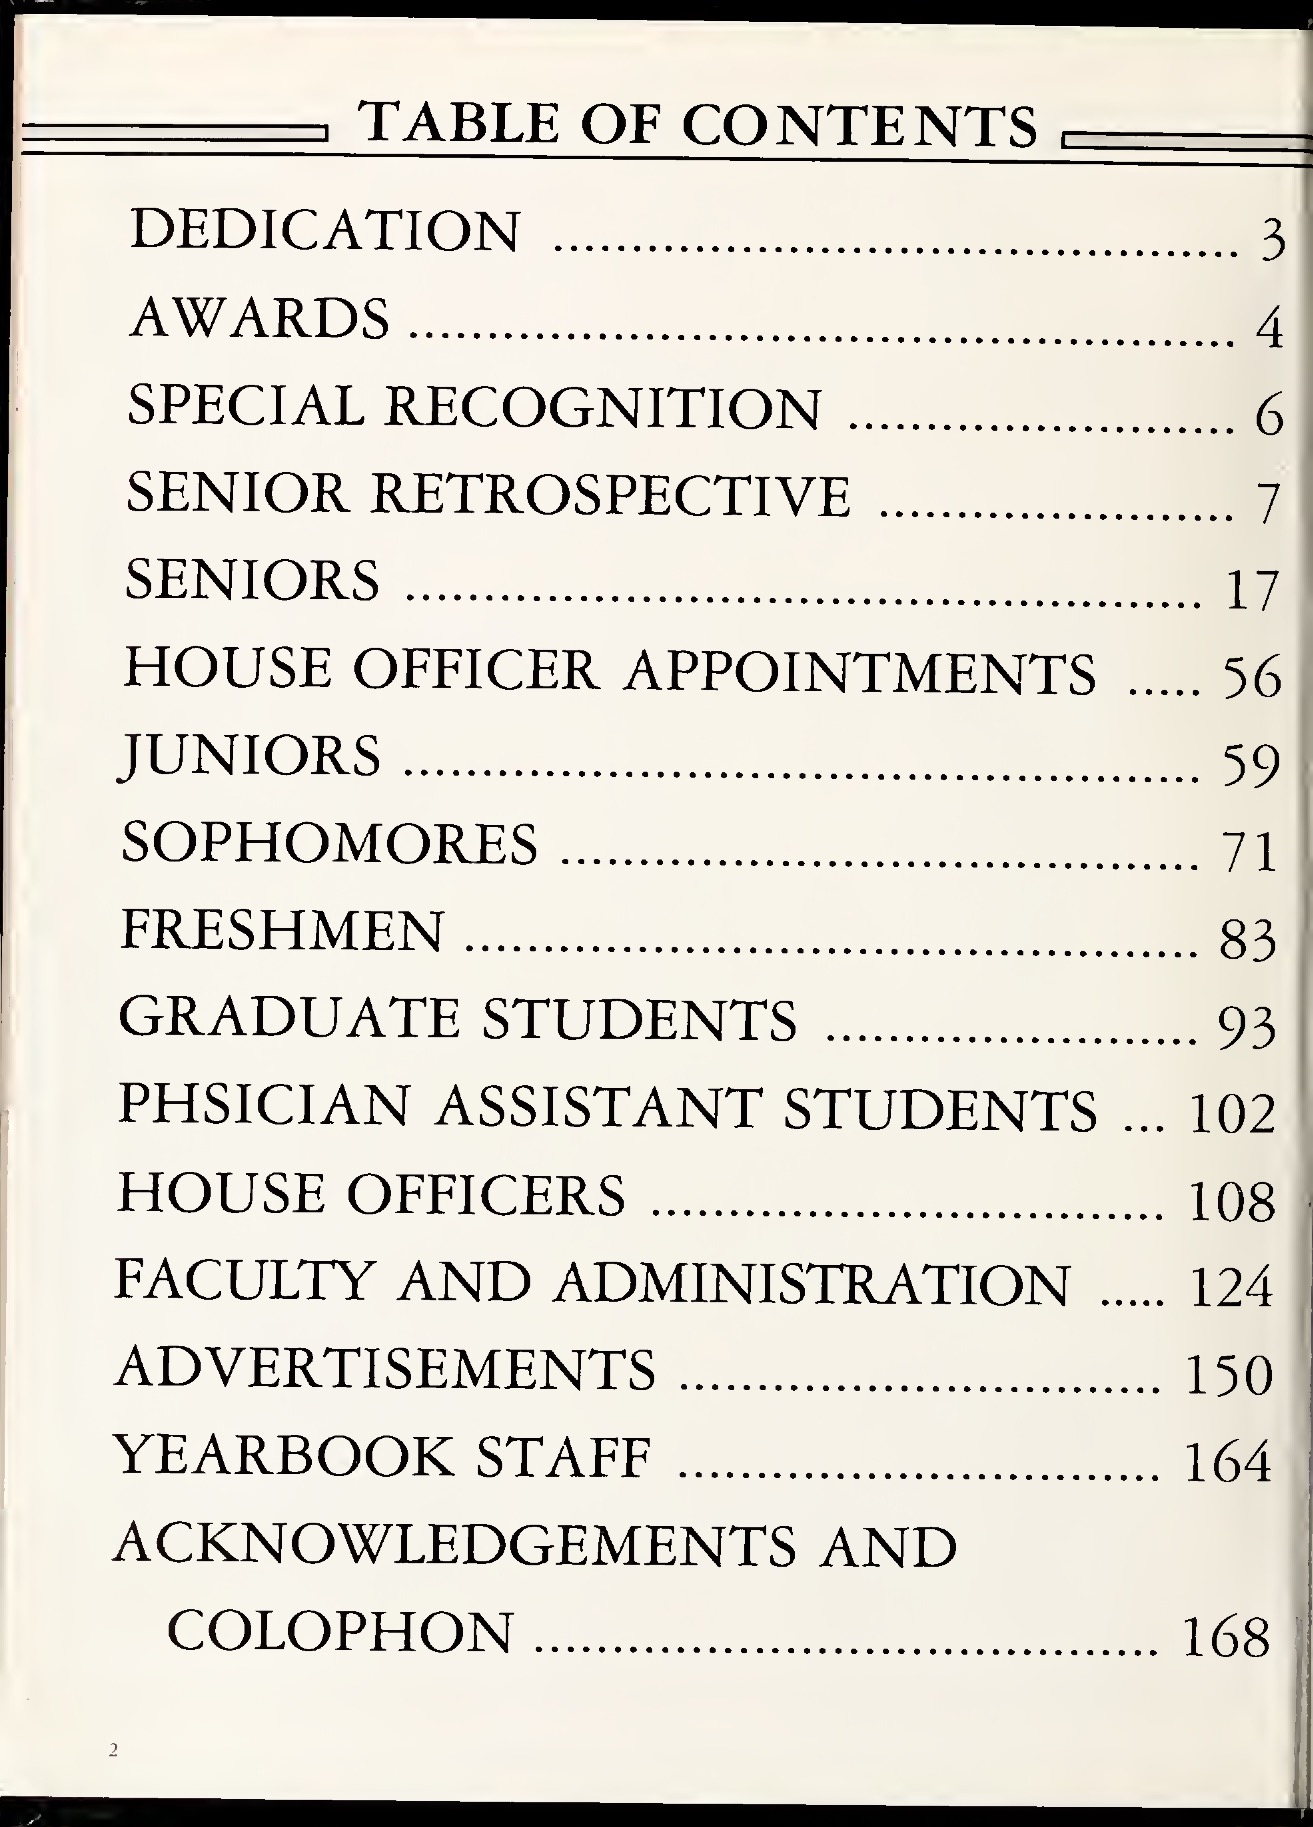 TABLE OF CONTENTS
DEDICATION ............................................ 3
AWARDS ..................................................... 4
SPECIAL RECOGNITION ......................... 6
SENIOR RETROSPECTIVE ....................... 7
SENIORS ................................................... 17
HOUSE OFFICER APPOINTMENTS ..... 56
JUNIORS ................................................... 59
SOPHOMORES ......................................... 71
FRESHMEN ............................................... 83
GRADUATE STUDENTS ........................ 93
PHSICIAN ASSISTANT STUDENTS ... 102
HOUSE OFFICERS ................................. 108
FACULTY AND ADMINISTRATION ..... 124
ADVERTISEMENTS ............................... 150
YEARBOOK STAFF ............................... 164
ACKNOWLEDGEMENTS AND
COLOPHON ........................................ 168
2